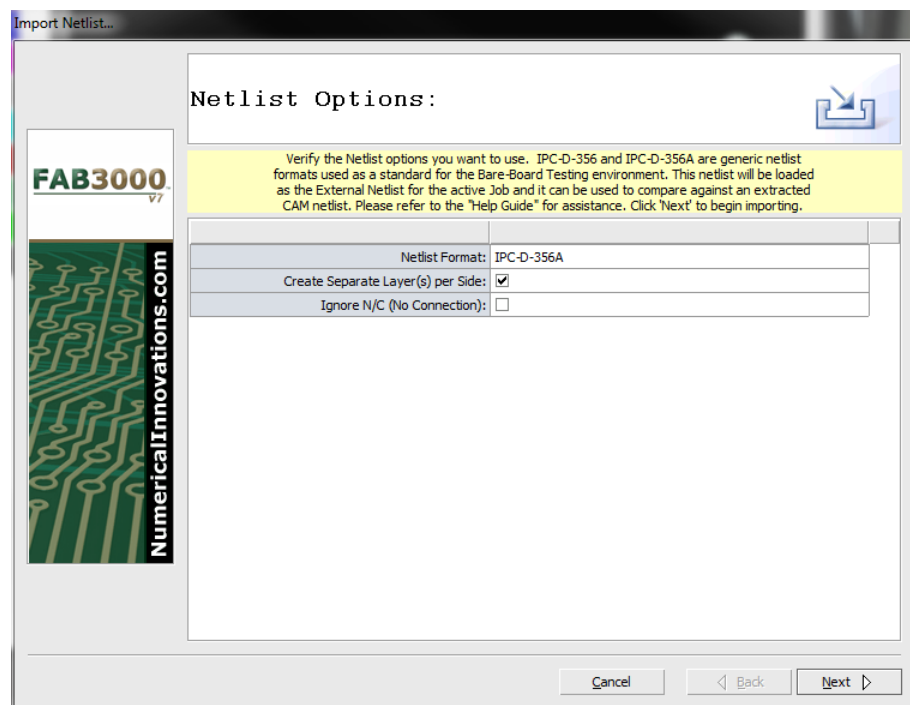 Import Netlist...
Netlist Options:
FAB3000
V7
NumericalInnovations.com
Verify the Netlist options you want to use. IPC-D-356 and IPC-D-356A are generic netlist
formats used as a standard for the Bare-Board Testing environment. This netlist will be loaded
as the External Netlist for the active Job and it can be used to compare against an extracted
CAM netlist. Please refer to the "Help Guide" for assistance. Click 'Next' to begin importing.
Netlist Format: IPC-D-356A
Create Separate Layer(s) per Side:
Ignore N/C (No Connection):
Cancel Back Next